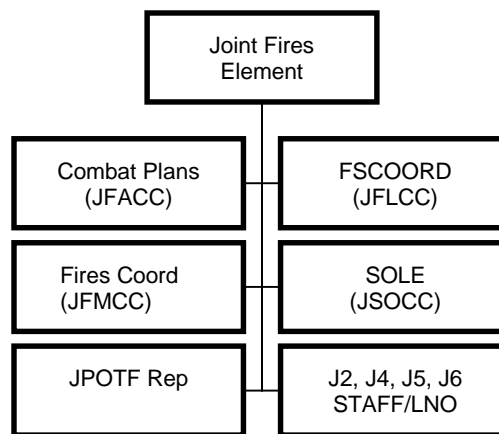 Joint Fires
Element
Combat Plans
(JFACC)
FSCOORD
(JFLCC)
Fires Coord
(JFMCC)
SOLE
(JSOCC)
JPOTF Rep
J2, J4, J5, J6
STAFF/LNO